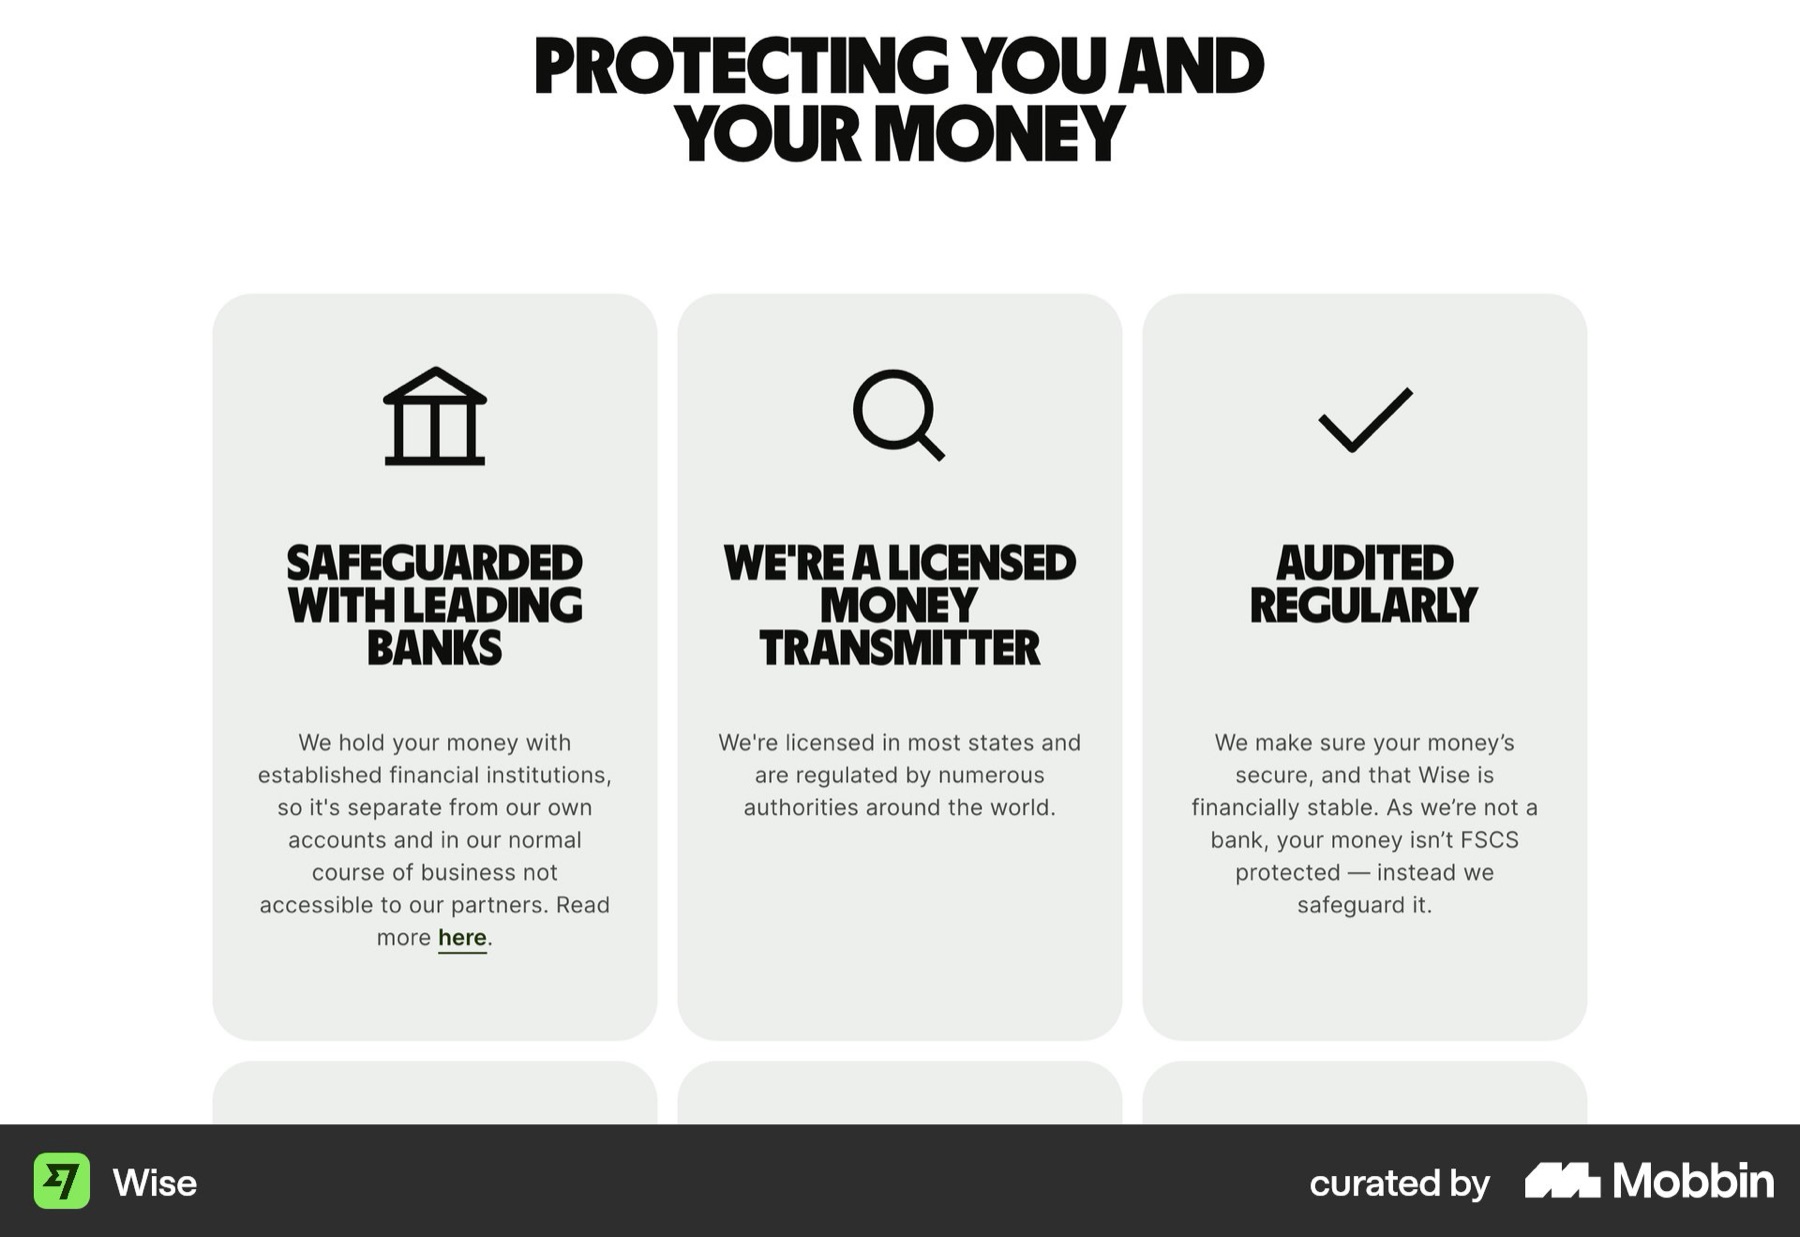 PROTECTING YOU AND
YOUR MONEY
SAFEGUARDED
WITH LEADING
BANKS
We hold your money with
established financial institutions,
so it's separate from our own
accounts and in our normal
course of business not
accessible to our partners. Read
more here.
WE'RE A LICENSED
MONEY
TRANSMITTER
We're licensed in most states and
are regulated by numerous
authorities around the world.
AUDITED
REGULARLY
We make sure your money’s
secure, and that Wise is
financially stable. As we’re not a
bank, your money isn’t FSCS
protected — instead we
safeguard it.
Wise
curated by
Mobbin